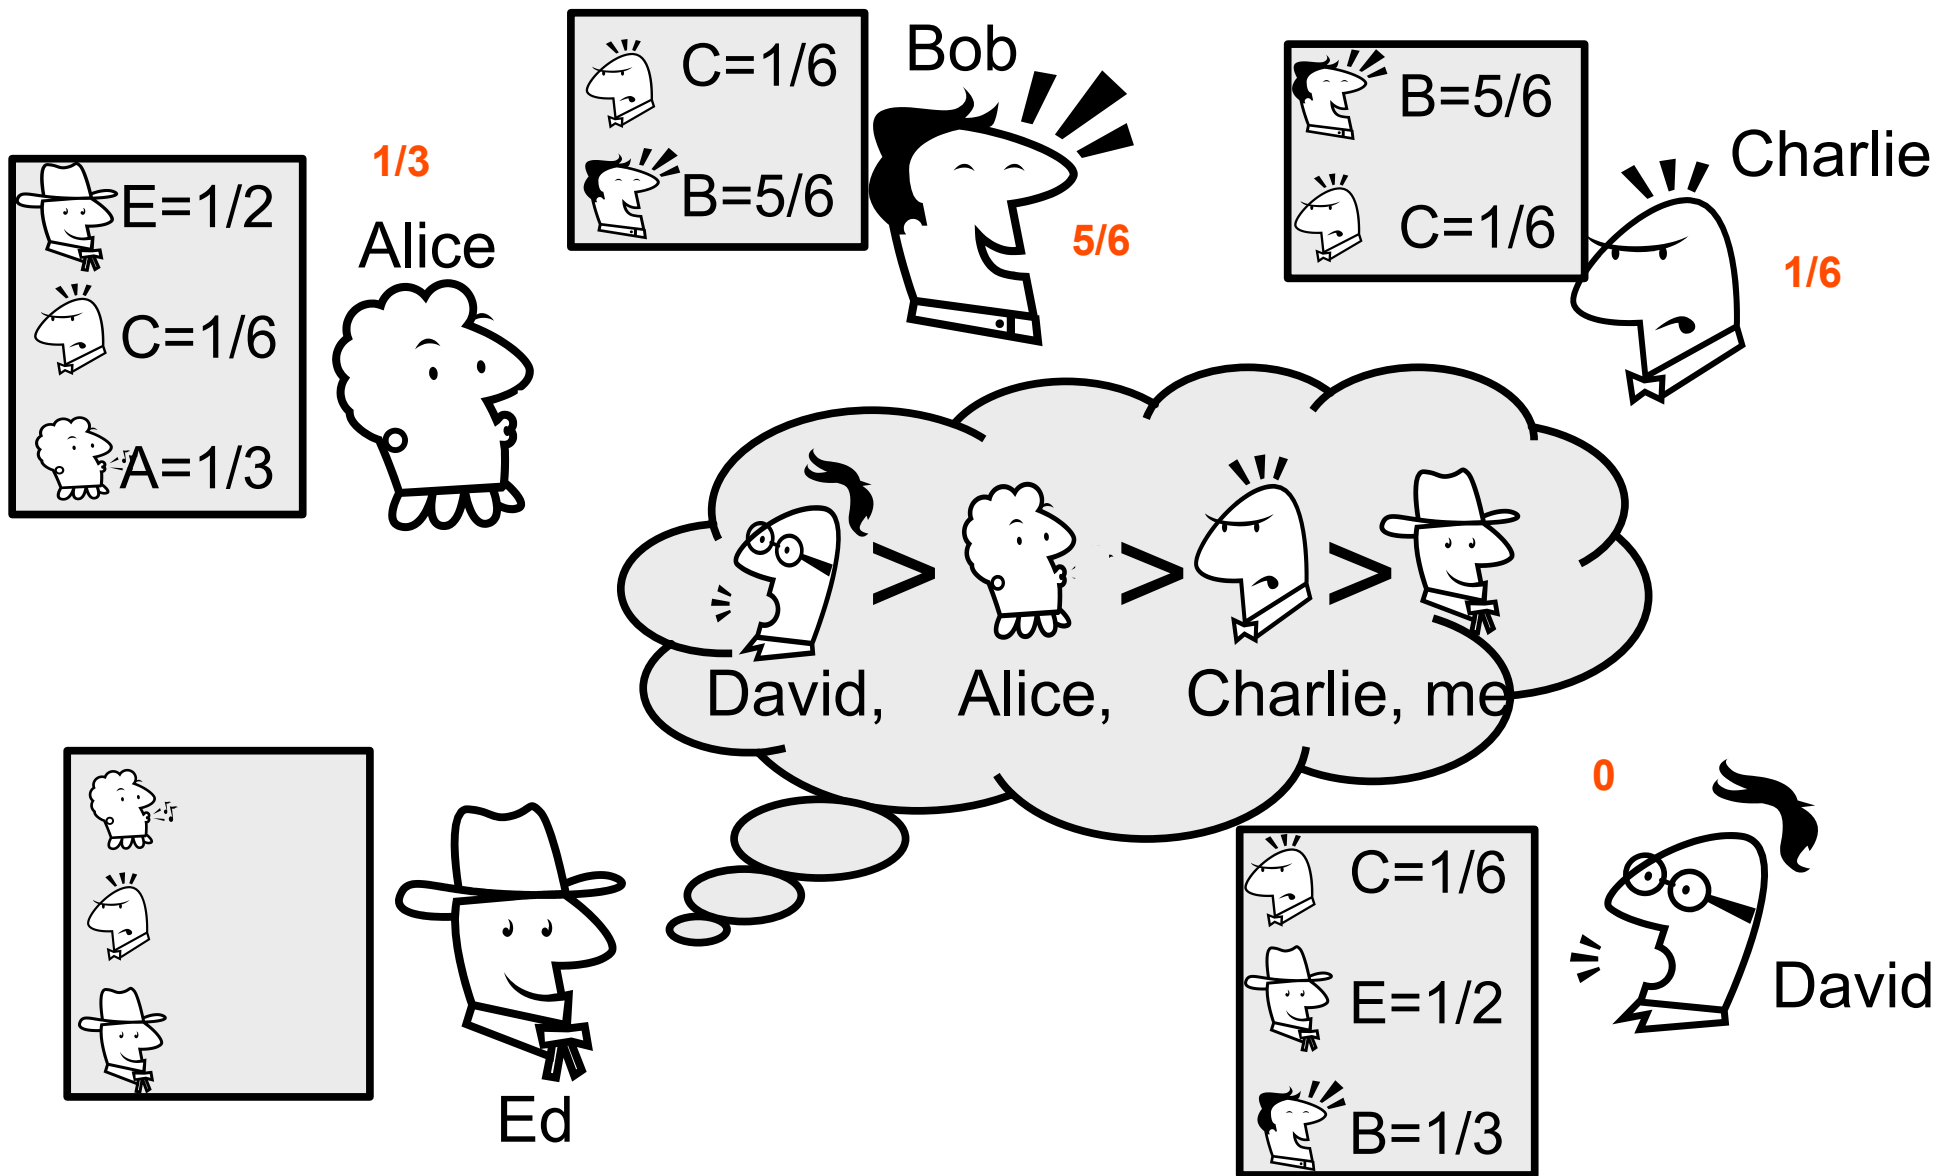 Bob
C=1/6
B=5/6
5/6
B=5/6
C=1/6
Charlie
1/6
1/3
Alice
E=1/2
C=1/6
A=1/3
>
>
>
David, Alice, Charlie, me
Ed
0
David
C=1/6
E=1/2
B=1/3